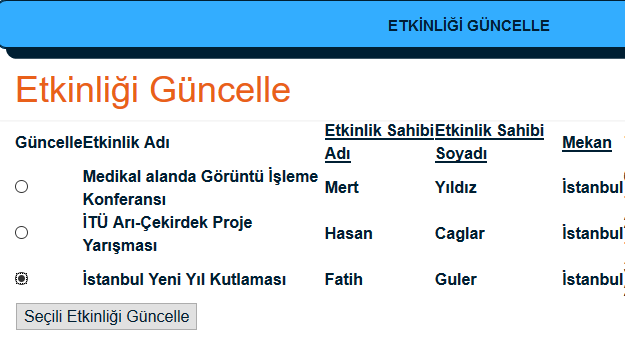 ETKİNLİĞİ GÜNCELLE
Etkinliği Güncelle
Güncelle Etkinlik Adı Etkinlik Sahibi Adı Etkinlik Sahibi Soyadı Mekan
Medikal alanda Görüntü İşleme Konferansı Mert Yıldız İstanbul
İTÜ Arı-Çekirdek Proje Yarışması Hasan Caglar İstanbul
İstanbul Yeni Yıl Kutlaması Fatih Guler İstanbul
Seçili Etkinliği Güncelle